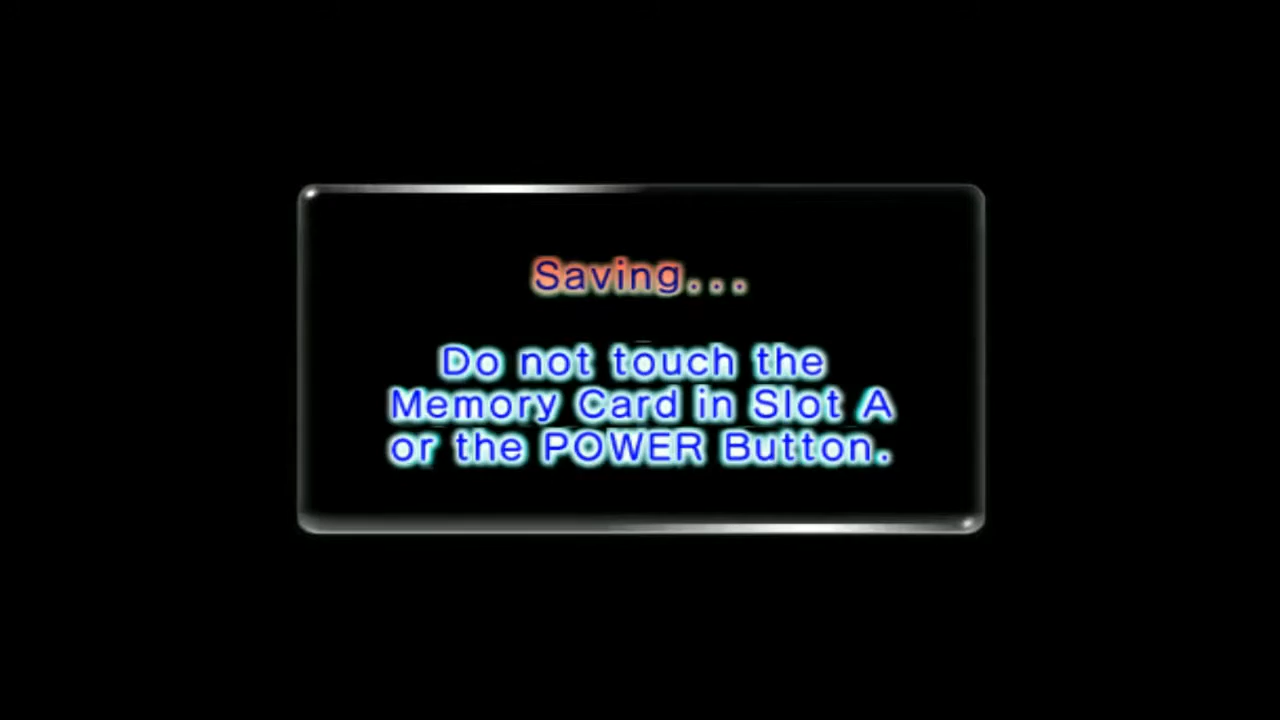 Saving...
Do not touch the
Memory Card in Slot A
or the POWER Button.